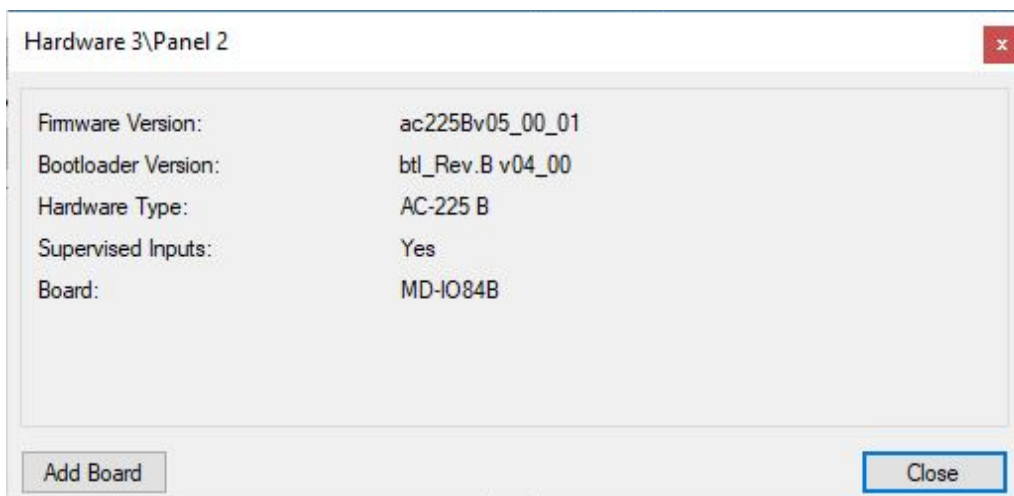 Hardware 3\Panel 2
x
Firmware Version: ac225Bv05_00_01
Bootloader Version: btl_Rev.B v04_00
Hardware Type: AC-225 B
Supervised Inputs: Yes
Board: MD-IO84B
Add Board Close